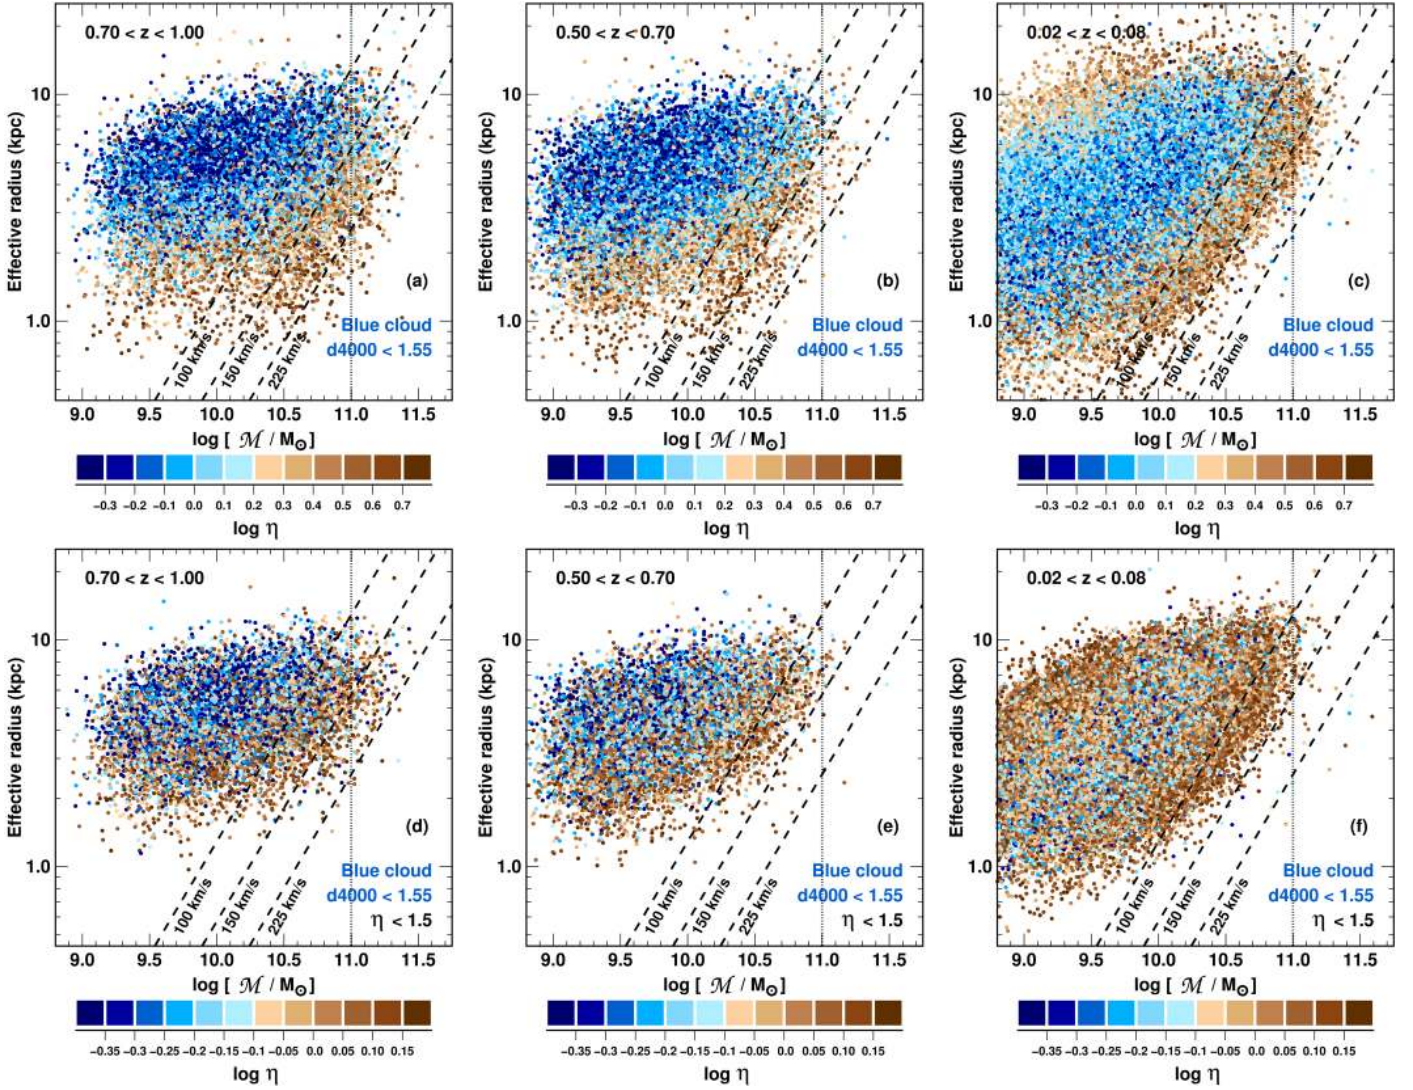 0.70 < z < 1.00
Effective radius (kpc)
10
1.0
(a)
Blue cloud
d4000 < 1.55
100 km/s
150 km/s
225 km/s
9.0 9.5 10.0 10.5 11.0 11.5
log [ ℳ / M⊙ ]
−0.3 −0.2 −0.1 0.0 0.1 0.2 0.3 0.4 0.5 0.6 0.7
log η
0.50 < z < 0.70
Effective radius (kpc)
10
1.0
(b)
Blue cloud
d4000 < 1.55
100 km/s
150 km/s
225 km/s
9.0 9.5 10.0 10.5 11.0 11.5
log [ ℳ / M⊙ ]
−0.3 −0.2 −0.1 0.0 0.1 0.2 0.3 0.4 0.5 0.6 0.7
log η
0.02 < z < 0.08
Effective radius (kpc)
10
1.0
(c)
Blue cloud
d4000 < 1.55
100 km/s
150 km/s
225 km/s
9.0 9.5 10.0 10.5 11.0 11.5
log [ ℳ / M⊙ ]
−0.3 −0.2 −0.1 0.0 0.1 0.2 0.3 0.4 0.5 0.6 0.7
log η
0.70 < z < 1.00
Effective radius (kpc)
10
1.0
(d)
Blue cloud
d4000 < 1.55
η < 1.5
100 km/s
150 km/s
225 km/s
9.0 9.5 10.0 10.5 11.0 11.5
log [ ℳ / M⊙ ]
−0.35 −0.3 −0.25 −0.2 −0.15 −0.1 −0.05 0.0 0.05 0.10 0.15
log η
0.50 < z < 0.70
Effective radius (kpc)
10
1.0
(e)
Blue cloud
d4000 < 1.55
η < 1.5
100 km/s
150 km/s
225 km/s
9.0 9.5 10.0 10.5 11.0 11.5
log [ ℳ / M⊙ ]
−0.35 −0.3 −0.25 −0.2 −0.15 −0.1 −0.05 0.0 0.05 0.10 0.15
log η
0.02 < z < 0.08
Effective radius (kpc)
10
1.0
(f)
Blue cloud
d4000 < 1.55
η < 1.5
100 km/s
150 km/s
225 km/s
9.0 9.5 10.0 10.5 11.0 11.5
log [ ℳ / M⊙ ]
−0.35 −0.3 −0.25 −0.2 −0.15 −0.1 −0.05 0.0 0.05 0.10 0.15
log η